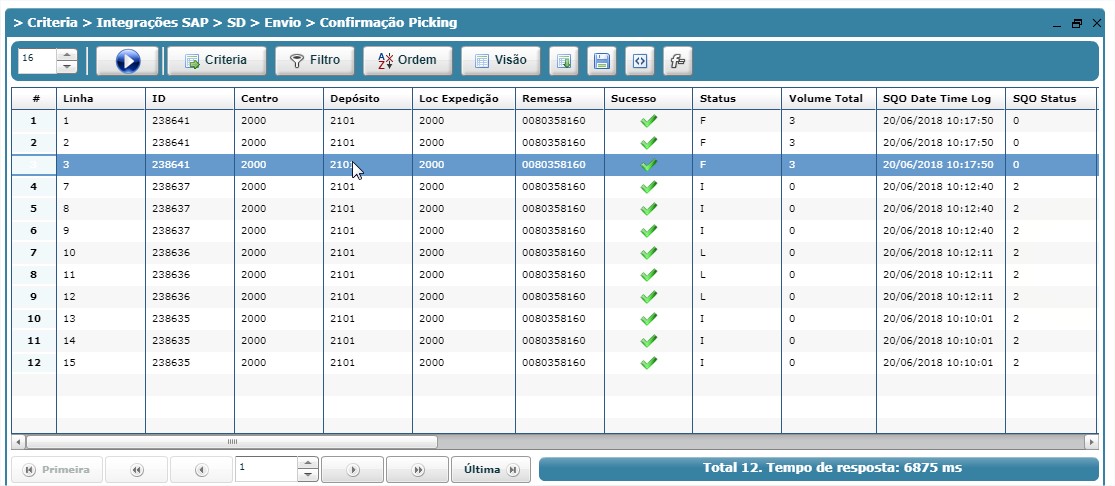 > Criteria > Integrações SAP > SD > Envio > Confirmação Picking
16 Criteria Filtro Ordem Visão
# Linha ID Centro Depósito Loc Expedição Remessa Sucesso Status Volume Total SQO Date Time Log SQO Status
1 1 238641 2000 2101 2000 0080358160 F 3 20/06/2018 10:17:50 0
2 2 238641 2000 2101 2000 0080358160 F 3 20/06/2018 10:17:50 0
3 3 238641 2000 2101 2000 0080358160 F 3 20/06/2018 10:17:50 0
4 7 238637 2000 2101 2000 0080358160 I 0 20/06/2018 10:12:40 2
5 8 238637 2000 2101 2000 0080358160 I 0 20/06/2018 10:12:40 2
6 9 238637 2000 2101 2000 0080358160 I 0 20/06/2018 10:12:40 2
7 10 238636 2000 2101 2000 0080358160 L 0 20/06/2018 10:12:11 2
8 11 238636 2000 2101 2000 0080358160 L 0 20/06/2018 10:12:11 2
9 12 238636 2000 2101 2000 0080358160 L 0 20/06/2018 10:12:11 2
10 13 238635 2000 2101 2000 0080358160 I 0 20/06/2018 10:10:01 2
11 14 238635 2000 2101 2000 0080358160 I 0 20/06/2018 10:10:01 2
12 15 238635 2000 2101 2000 0080358160 I 0 20/06/2018 10:10:01 2
Primeira 1 Última Total 12. Tempo de resposta: 6875 ms